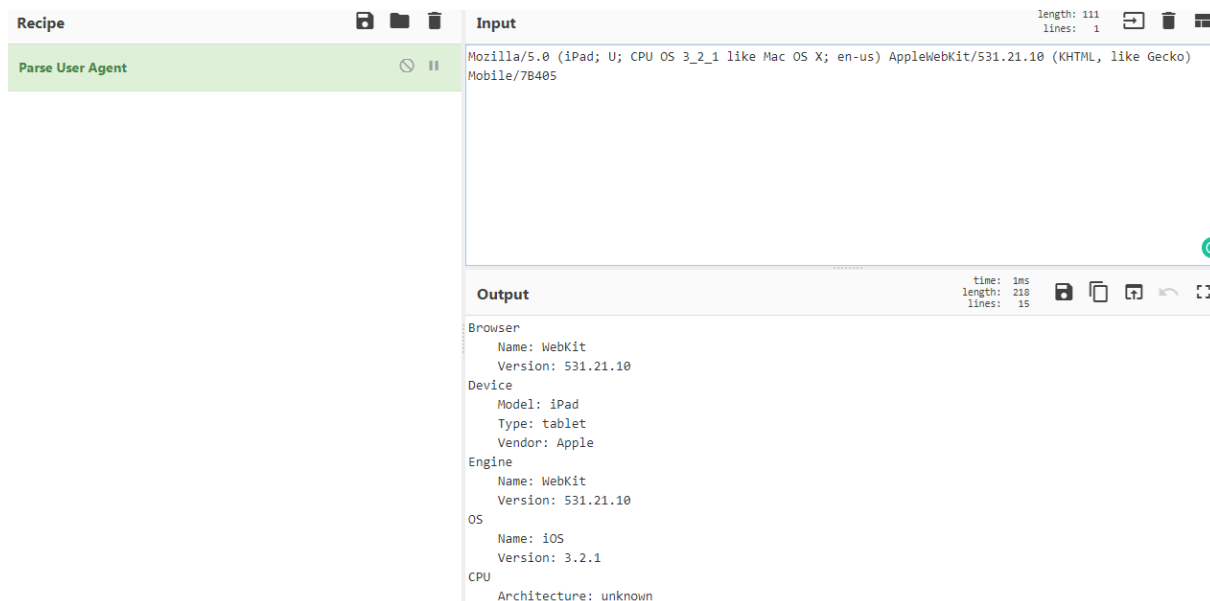 Recipe
Parse User Agent
Input
length: 111
lines: 1
Mozilla/5.0 (iPad; U; CPU OS 3_2_1 like Mac OS X; en-us) AppleWebKit/531.21.10 (KHTML, like Gecko)
Mobile/7B405
Output
time: 1ms
length: 218
lines: 15
Browser
Name: WebKit
Version: 531.21.10
Device
Model: iPad
Type: tablet
Vendor: Apple
Engine
Name: WebKit
Version: 531.21.10
OS
Name: iOS
Version: 3.2.1
CPU
Architecture: unknown